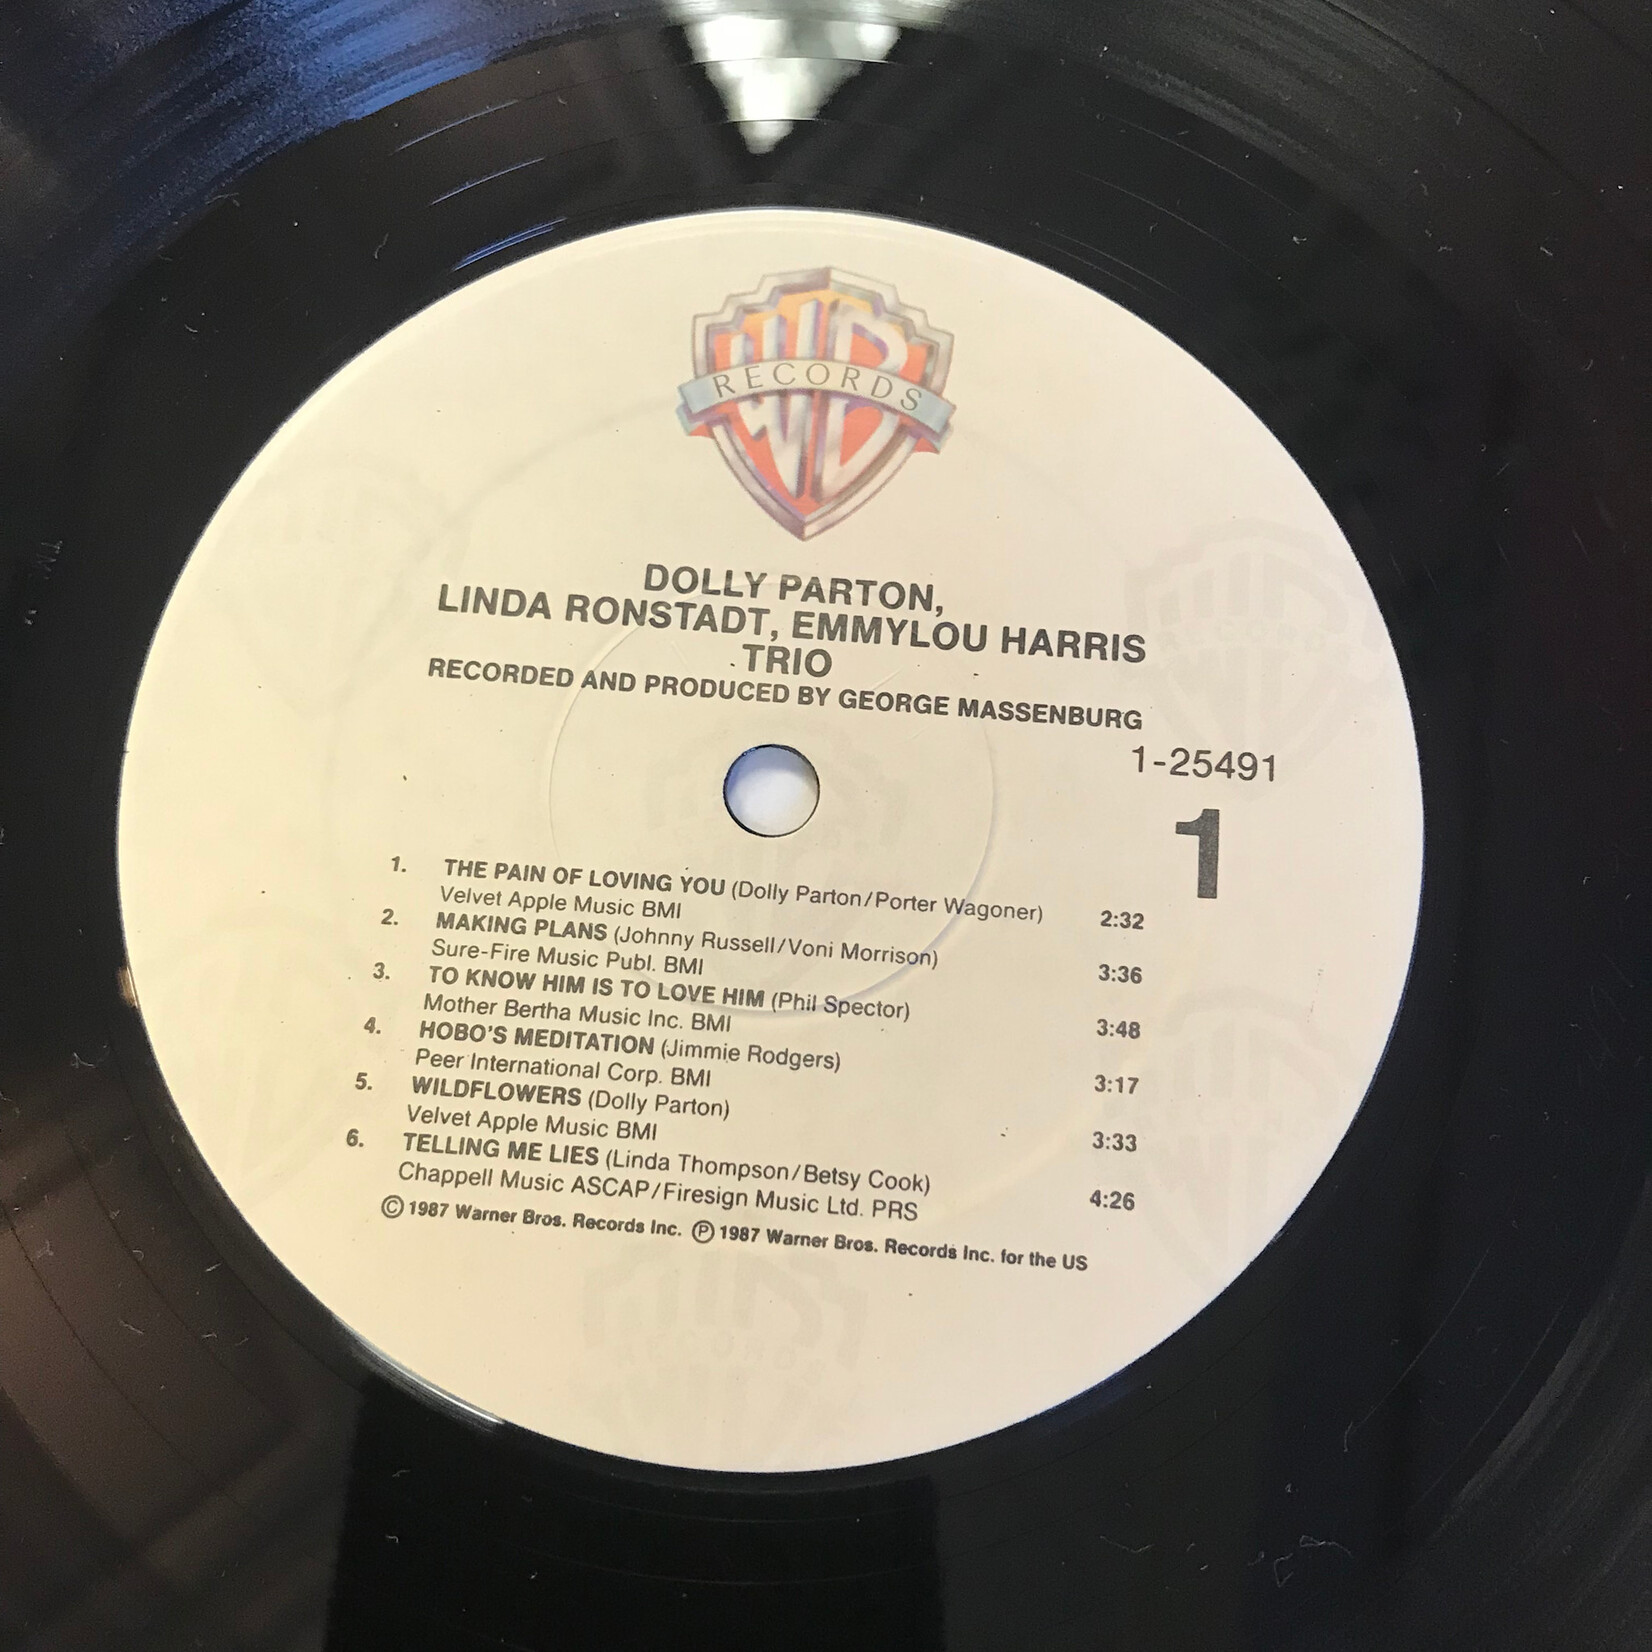 WB
RECORDS
DOLLY PARTON,
LINDA RONSTADT, EMMYLOU HARRIS
TRIO
RECORDED AND PRODUCED BY GEORGE MASSENBURG
1-25491
1
1. THE PAIN OF LOVING YOU (Dolly Parton/Porter Wagoner) 2:32
Velvet Apple Music BMI
2. MAKING PLANS (Johnny Russell/Voni Morrison) 3:36
Sure-Fire Music Publ. BMI
3. TO KNOW HIM IS TO LOVE HIM (Phil Spector) 3:48
Mother Bertha Music Inc. BMI
4. HOBO'S MEDITATION (Jimmie Rodgers) 3:17
Peer International Corp. BMI
5. WILDFLOWERS (Dolly Parton) 3:33
Velvet Apple Music BMI
6. TELLING ME LIES (Linda Thompson/Betsy Cook) 4:26
Chappell Music ASCAP/Firesign Music Ltd. PRS
© 1987 Warner Bros. Records Inc. ℗ 1987 Warner Bros. Records Inc. for the US